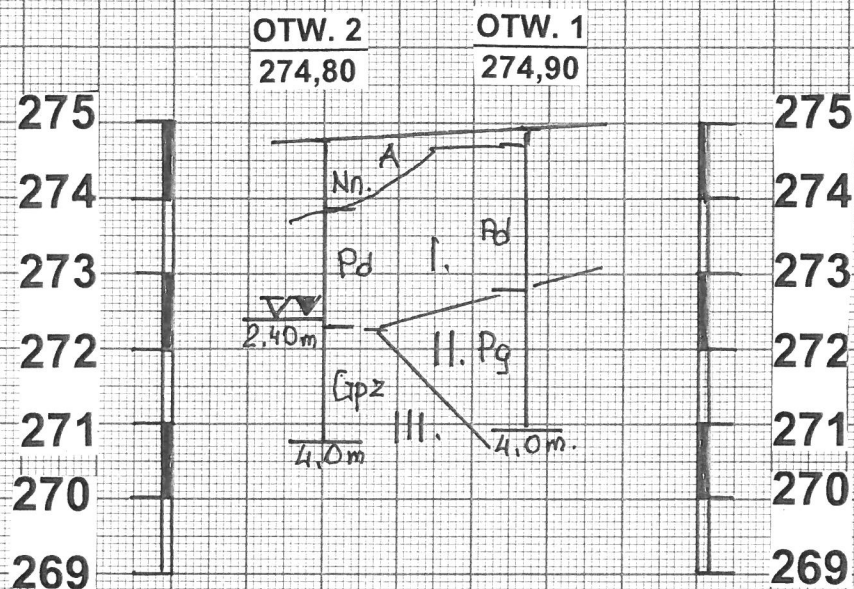 OTW. 2
274,80
OTW. 1
274,90
275
275
A
Nn.
274
274
Pd
I.
Pd
273
273
2.40m
272
272
II. Pg
Gpz
III.
271
271
4,0m
4,0m.
270
270
269
269